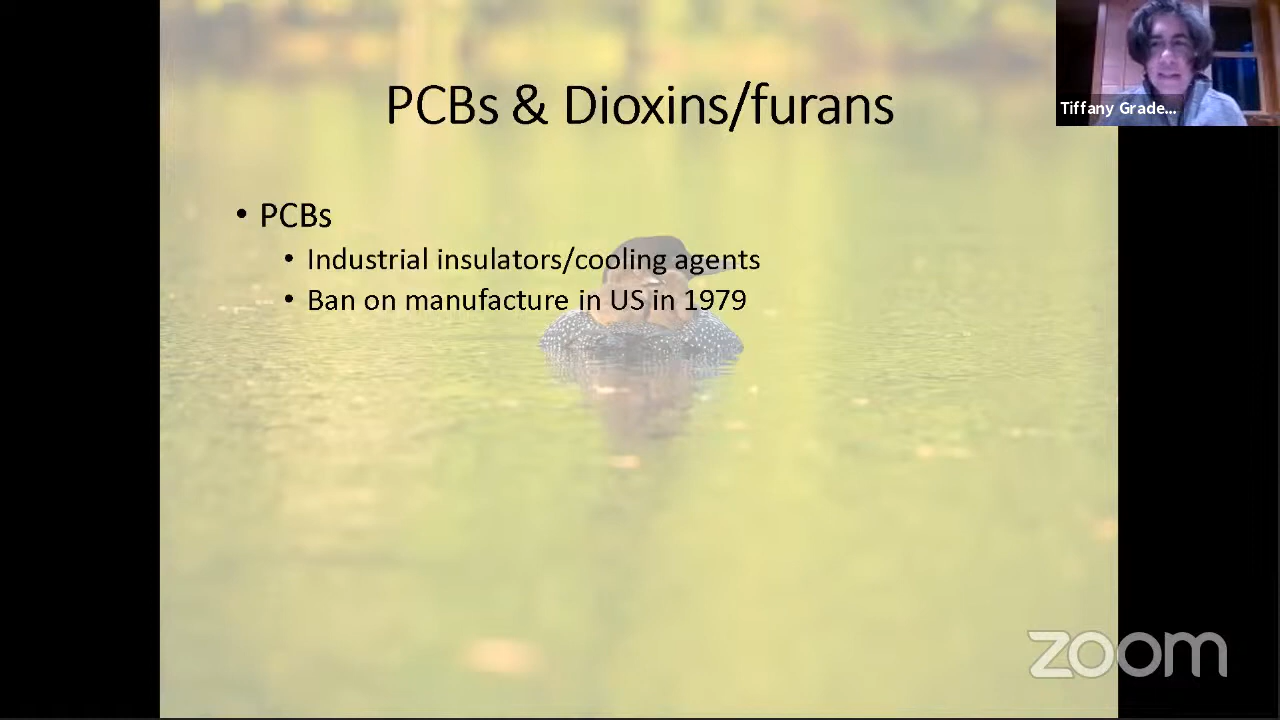 PCBs & Dioxins/furans
Tiffany Grade...
• PCBs
• Industrial insulators/cooling agents
• Ban on manufacture in US in 1979
zoom